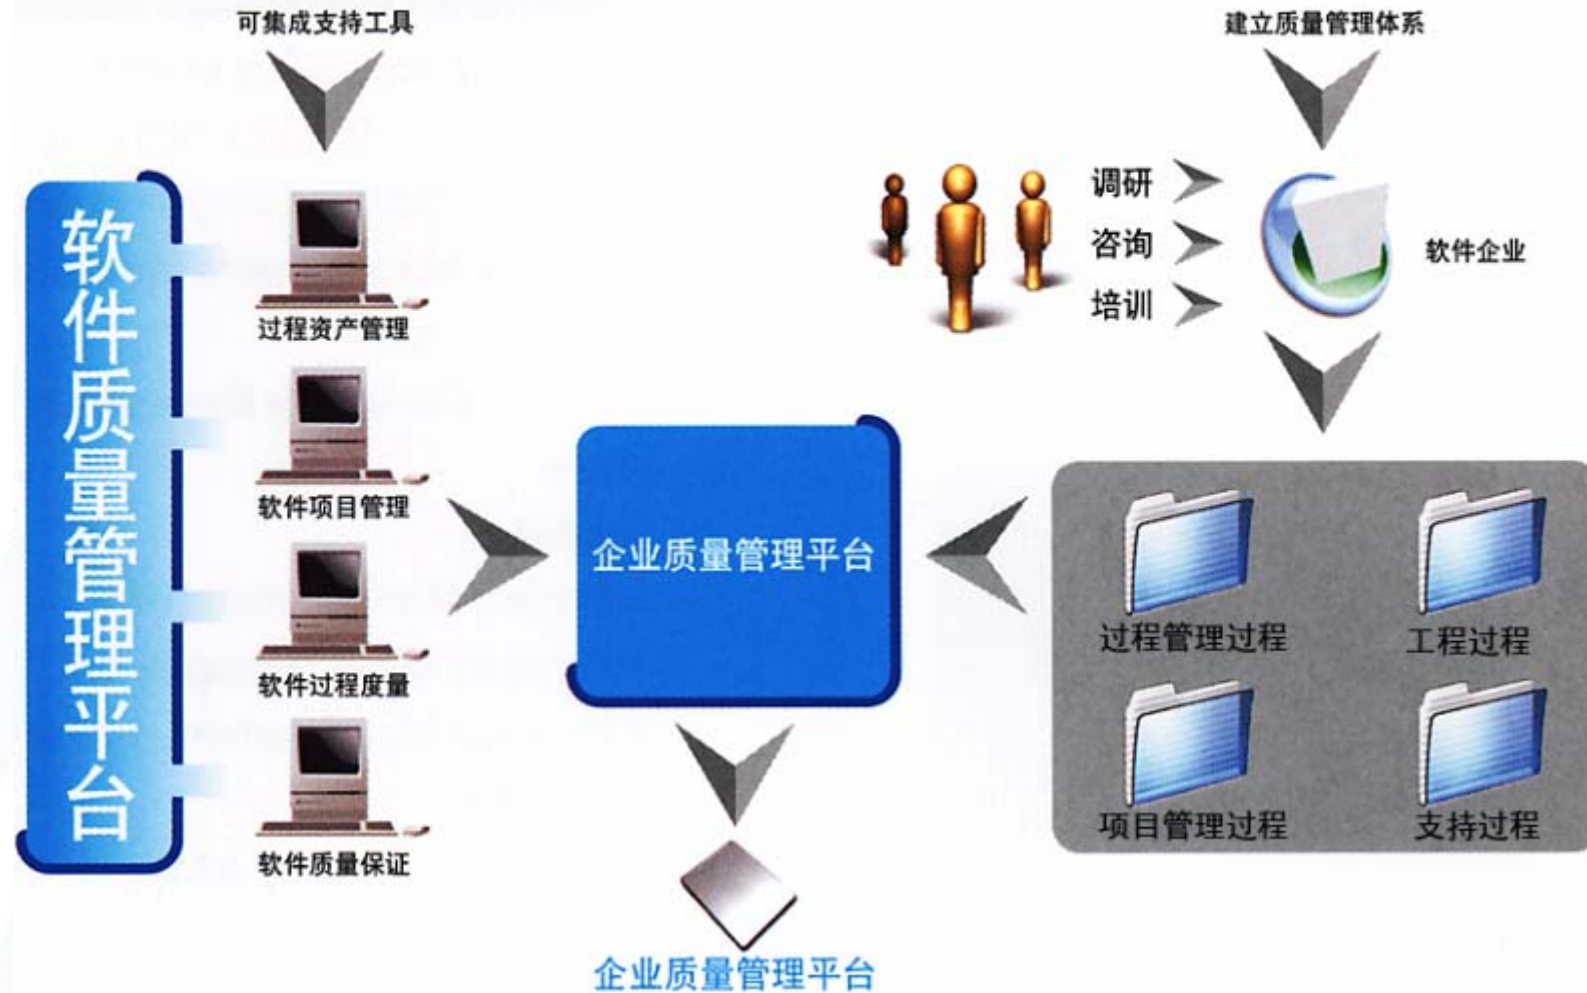 可集成支持工具
建立质量管理体系
软件质量管理平台
过程资产管理
软件项目管理
软件过程度量
软件质量保证
调研
咨询
培训
软件企业
企业质量管理平台
过程管理过程
工程过程
项目管理过程
支持过程
企业质量管理平台